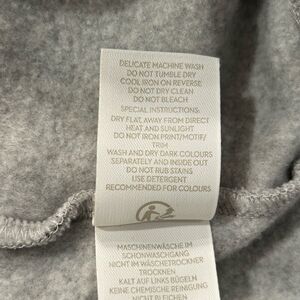 DELICATE MACHINE WASH
DO NOT TUMBLE DRY
COOL IRON ON REVERSE
DO NOT DRY CLEAN
DO NOT BLEACH
SPECIAL INSTRUCTIONS:
DRY FLAT, AWAY FROM DIRECT
HEAT AND SUNLIGHT
DO NOT IRON PRINT/MOTIF/
TRIM
WASH AND DRY DARK COLOURS
SEPARATELY AND INSIDE OUT
DO NOT RUB STAINS
USE DETERGENT
RECOMMENDED FOR COLOURS
MASCHINENWÄSCHE IM
SCHONWASCHGANG
NICHT IM WÄSCHETROCKNER
TROCKNEN
KALT AUF LINKS BÜGELN
KEINE CHEMISCHE REINIGUNG
NICHT BLEICHEN